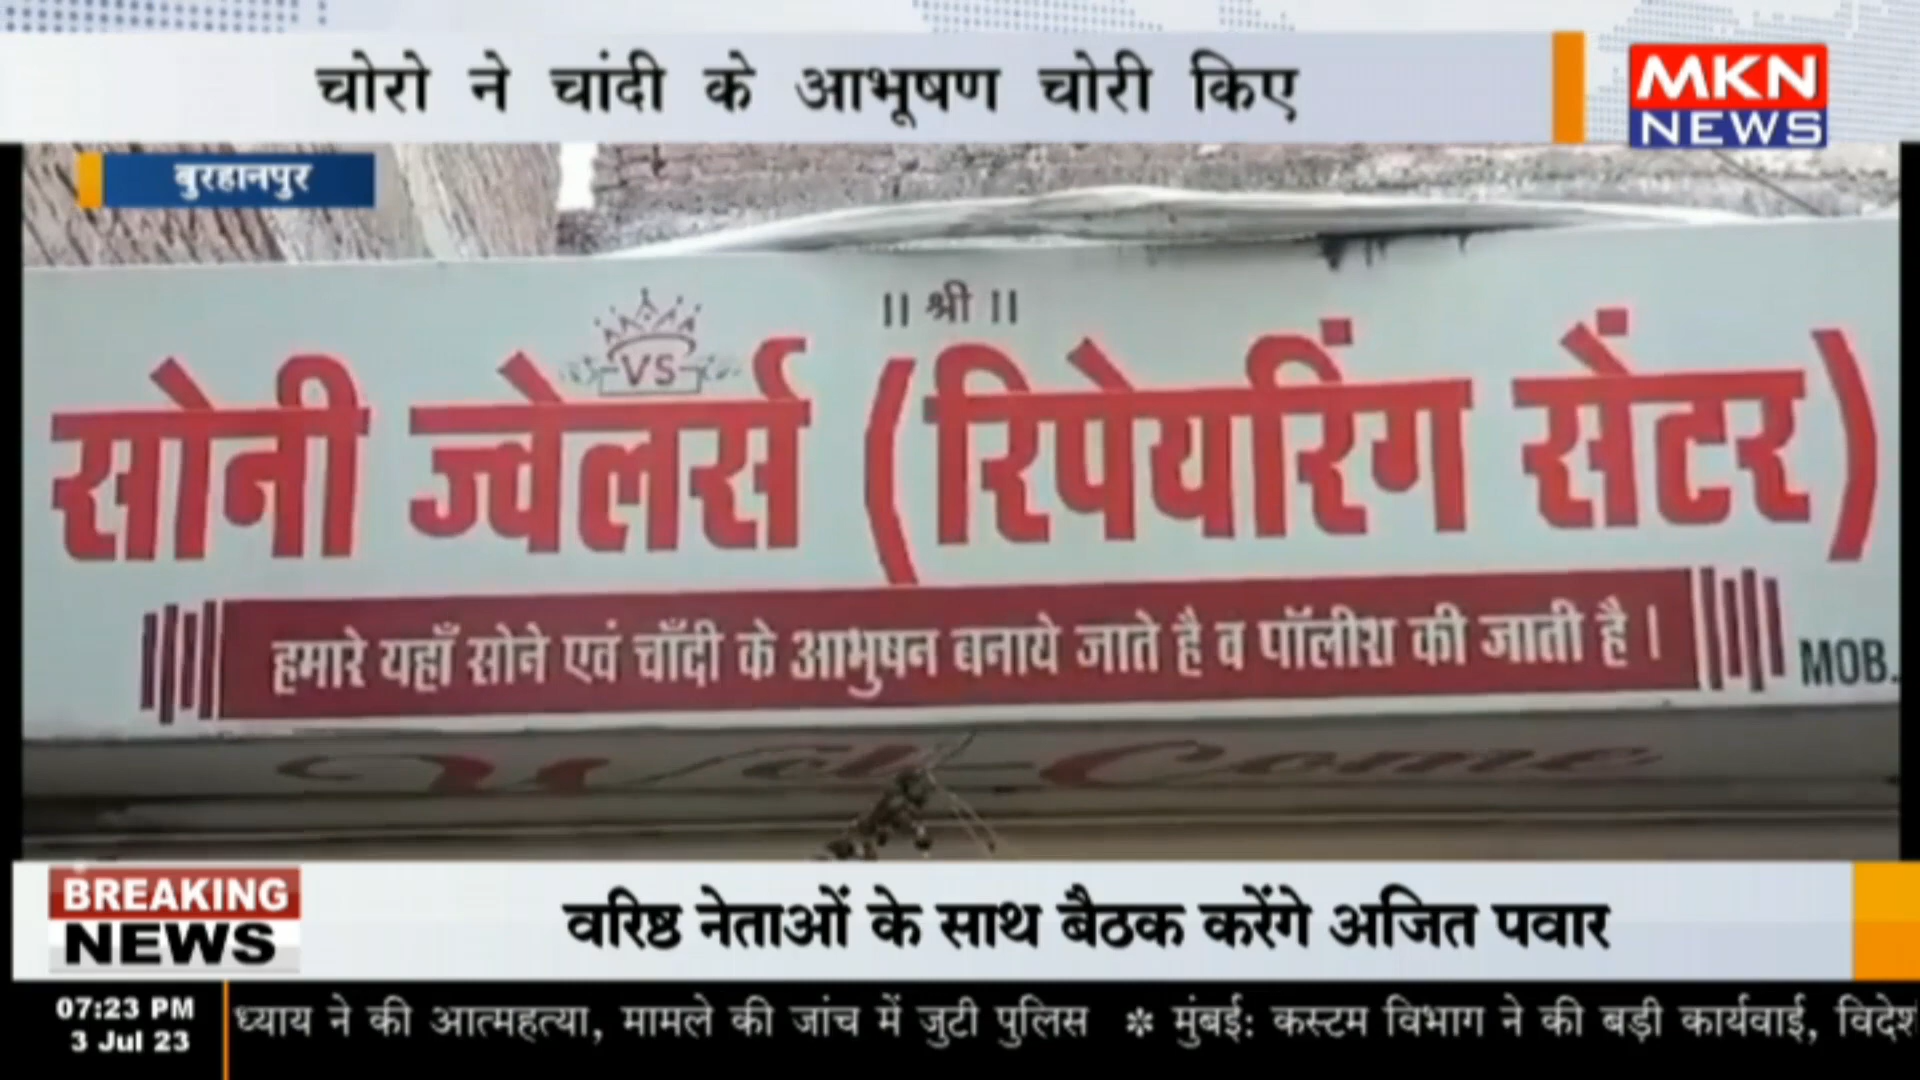 चोरो ने चांदी के आभूषण चोरी किए
MKN
NEWS
बुरहानपुर
|| श्री ||
VS
सोनी ज्वेलर्स (रिपेयरिंग सेंटर)
हमारे यहाँ सोने एवं चाँदी के आभुषन बनाये जाते है व पॉलीश की जाती है ।
MOB.
Wel-Come
BREAKING
NEWS
वरिष्ठ नेताओं के साथ बैठक करेंगे अजित पवार
07:23 PM
3 Jul 23
ध्याय ने की आत्महत्या, मामले की जांच में जुटी पुलिस * मुंबई: कस्टम विभाग ने की बड़ी कार्यवाई, विदेश